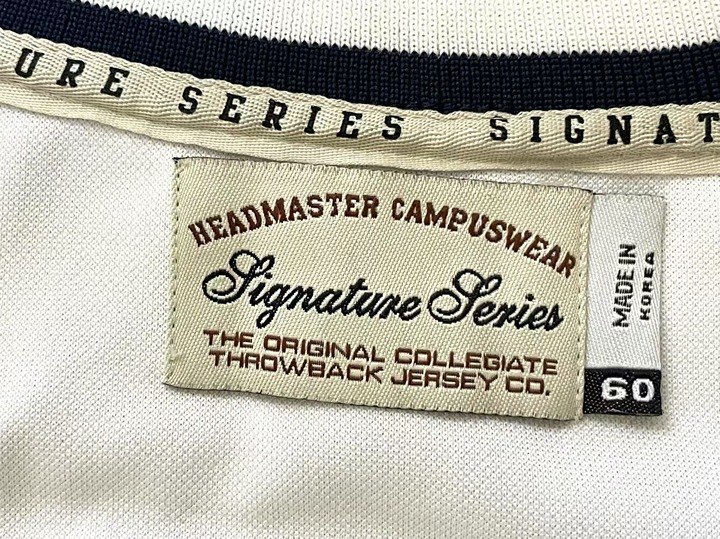 URE SERIES SIGNAT
HEADMASTER CAMPUSWEAR
Signature Series
THE ORIGINAL COLLEGIATE
THROWBACK JERSEY CO.
MADE IN
KOREA
60